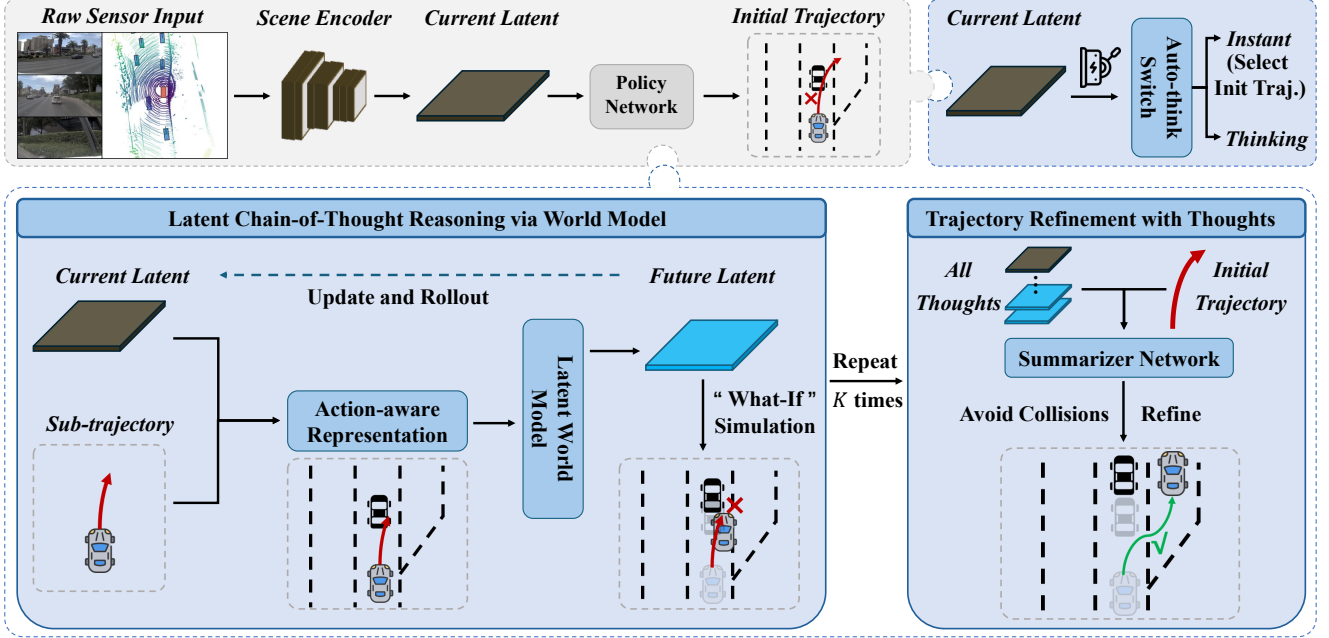 Raw Sensor Input
Scene Encoder
Current Latent
Policy
Network
Initial Trajectory
Current Latent
Auto-think
Switch
Instant
(Select
Init Traj.)
Thinking
Latent Chain-of-Thought Reasoning via World Model
Current Latent
Update and Rollout
Future Latent
Sub-trajectory
Action-aware
Representation
Latent World
Model
“ What-If ”
Simulation
Repeat
K times
Trajectory Refinement with Thoughts
All
Thoughts
Initial
Trajectory
Summarizer Network
Avoid Collisions
Refine